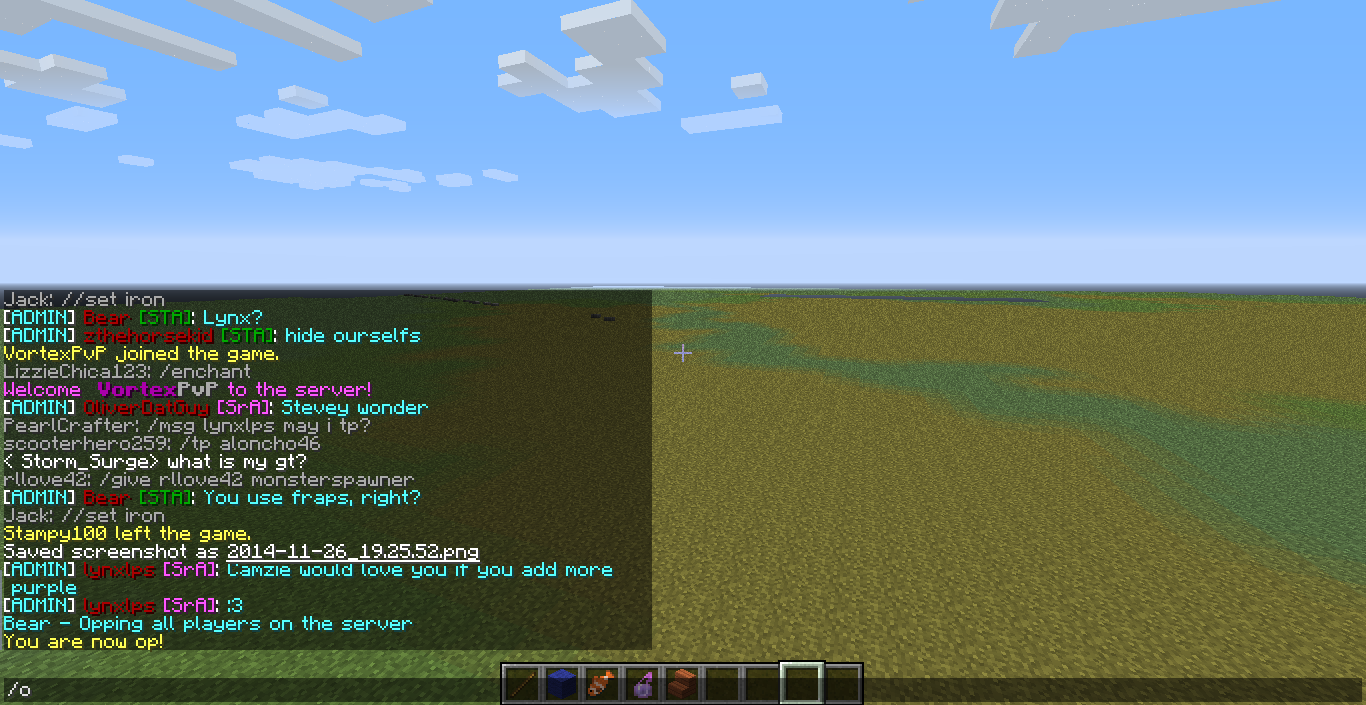 Jack: //set iron
[ADMIN] Bear [STA]: Lynx?
[ADMIN] zthehorsekid [STA]: hide ourselfs
VortexPvP joined the game.
LizzieChica123: /enchant
Welcome VortexPvP to the server!
[ADMIN] OliverDatGuy [SrA]: Stevey wonder
PearlCrafter: /msg lynxlps may i tp?
scooterhero259: /tp aloncho46
< Storm_Surge> what is my gt?
rllove42: /give rllove42 monsterspawner
[ADMIN] Bear [STA]: You use fraps, right?
Jack: //set iron
Stampy100 left the game.
Saved screenshot as 2014-11-26_19.25.52.png
[ADMIN] lynxlps [SrA]: Camzie would love you if you add more
purple
[ADMIN] lynxlps [SrA]: :3
Bear - Opping all players on the server
You are now op!
/o